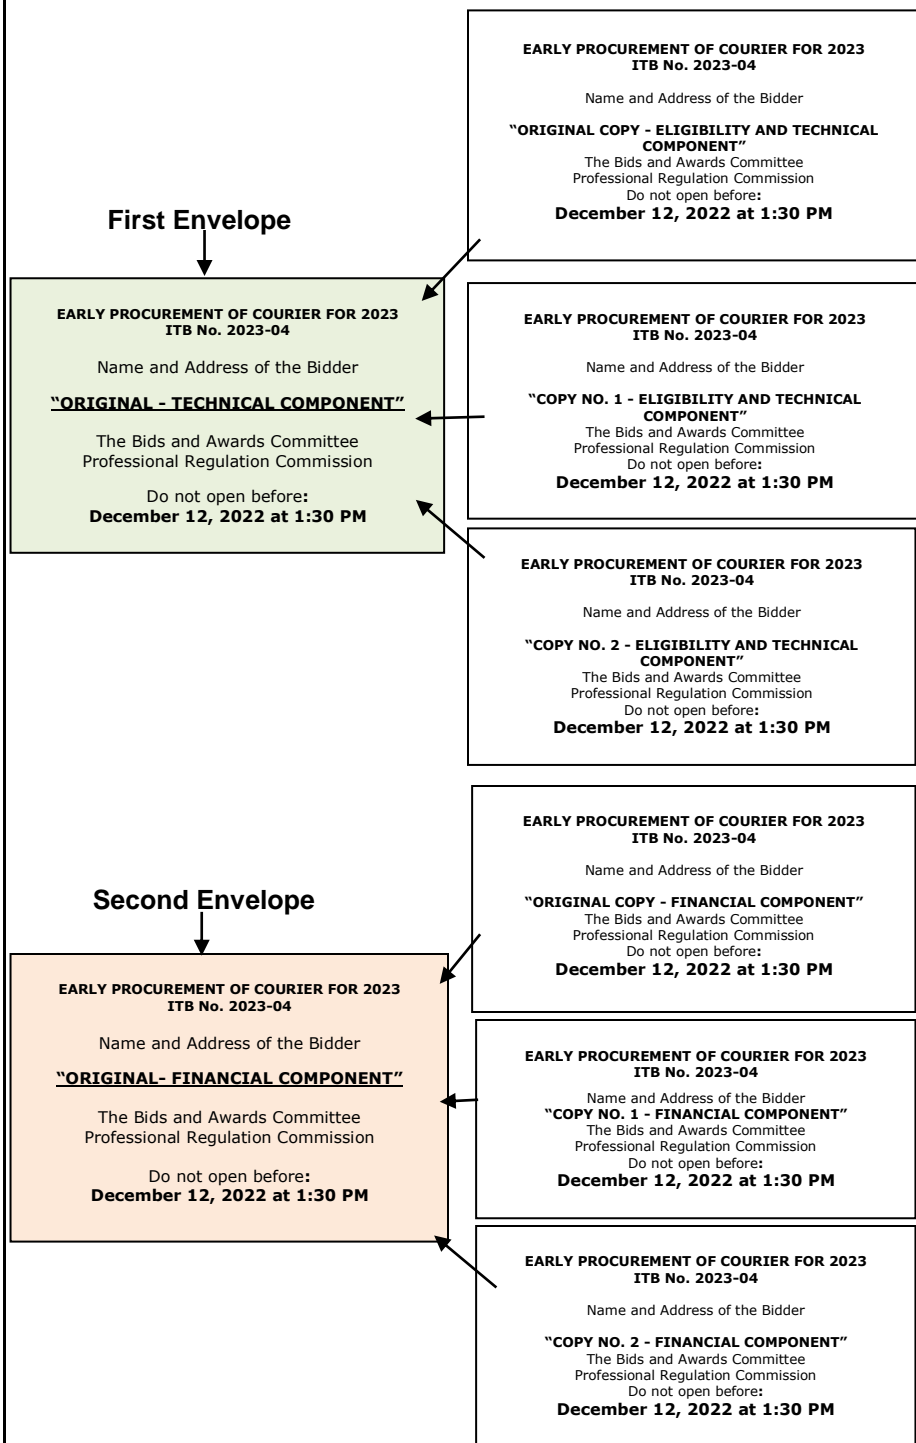 EARLY PROCUREMENT OF COURIER FOR 2023
ITB No. 2023-04
Name and Address of the Bidder
“ORIGINAL COPY - ELIGIBILITY AND TECHNICAL
COMPONENT”
The Bids and Awards Committee
Professional Regulation Commission
Do not open before:
December 12, 2022 at 1:30 PM
First Envelope
EARLY PROCUREMENT OF COURIER FOR 2023
ITB No. 2023-04
Name and Address of the Bidder
“ORIGINAL - TECHNICAL COMPONENT”
The Bids and Awards Committee
Professional Regulation Commission
Do not open before:
December 12, 2022 at 1:30 PM
EARLY PROCUREMENT OF COURIER FOR 2023
ITB No. 2023-04
Name and Address of the Bidder
“COPY NO. 1 - ELIGIBILITY AND TECHNICAL
COMPONENT”
The Bids and Awards Committee
Professional Regulation Commission
Do not open before:
December 12, 2022 at 1:30 PM
EARLY PROCUREMENT OF COURIER FOR 2023
ITB No. 2023-04
Name and Address of the Bidder
“COPY NO. 2 - ELIGIBILITY AND TECHNICAL
COMPONENT”
The Bids and Awards Committee
Professional Regulation Commission
Do not open before:
December 12, 2022 at 1:30 PM
EARLY PROCUREMENT OF COURIER FOR 2023
ITB No. 2023-04
Name and Address of the Bidder
“ORIGINAL COPY - FINANCIAL COMPONENT”
The Bids and Awards Committee
Professional Regulation Commission
Do not open before:
December 12, 2022 at 1:30 PM
Second Envelope
EARLY PROCUREMENT OF COURIER FOR 2023
ITB No. 2023-04
Name and Address of the Bidder
“ORIGINAL- FINANCIAL COMPONENT”
The Bids and Awards Committee
Professional Regulation Commission
Do not open before:
December 12, 2022 at 1:30 PM
EARLY PROCUREMENT OF COURIER FOR 2023
ITB No. 2023-04
Name and Address of the Bidder
“COPY NO. 1 - FINANCIAL COMPONENT”
The Bids and Awards Committee
Professional Regulation Commission
Do not open before:
December 12, 2022 at 1:30 PM
EARLY PROCUREMENT OF COURIER FOR 2023
ITB No. 2023-04
Name and Address of the Bidder
“COPY NO. 2 - FINANCIAL COMPONENT”
The Bids and Awards Committee
Professional Regulation Commission
Do not open before:
December 12, 2022 at 1:30 PM